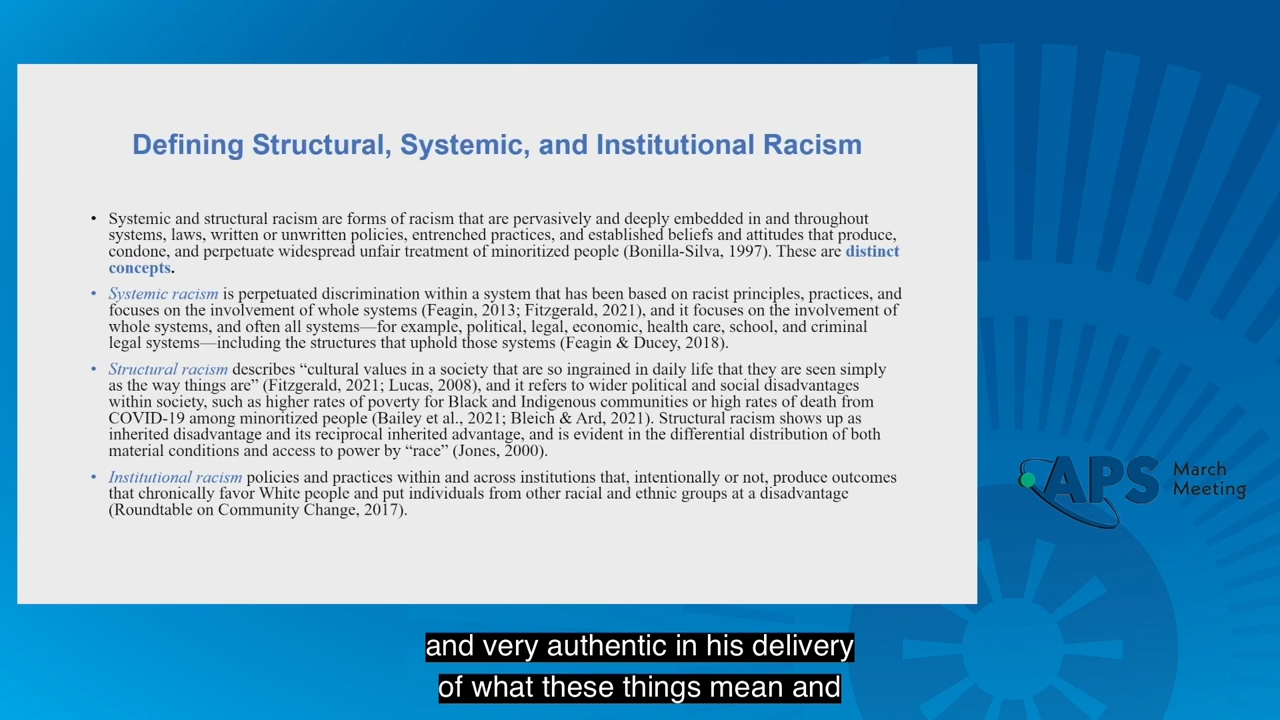 Defining Structural, Systemic, and Institutional Racism
• Systemic and structural racism are forms of racism that are pervasively and deeply embedded in and throughout
systems, laws, written or unwritten policies, entrenched practices, and established beliefs and attitudes that produce,
condone, and perpetuate widespread unfair treatment of minoritized people (Bonilla-Silva, 1997). These are distinct
concepts.
• Systemic racism is perpetuated discrimination within a system that has been based on racist principles, practices, and
focuses on the involvement of whole systems (Feagin, 2013; Fitzgerald, 2021), and it focuses on the involvement of
whole systems, and often all systems—for example, political, legal, economic, health care, school, and criminal
legal systems—including the structures that uphold those systems (Feagin & Ducey, 2018).
• Structural racism describes “cultural values in a society that are so ingrained in daily life that they are seen simply
as the way things are” (Fitzgerald, 2021; Lucas, 2008), and it refers to wider political and social disadvantages
within society, such as higher rates of poverty for Black and Indigenous communities or high rates of death from
COVID-19 among minoritized people (Bailey et al., 2021; Bleich & Ard, 2021). Structural racism shows up as
inherited disadvantage and its reciprocal inherited advantage, and is evident in the differential distribution of both
material conditions and access to power by “race” (Jones, 2000).
• Institutional racism policies and practices within and across institutions that, intentionally or not, produce outcomes
that chronically favor White people and put individuals from other racial and ethnic groups at a disadvantage
(Roundtable on Community Change, 2017).
APS March
Meeting
and very authentic in his delivery
of what these things mean and